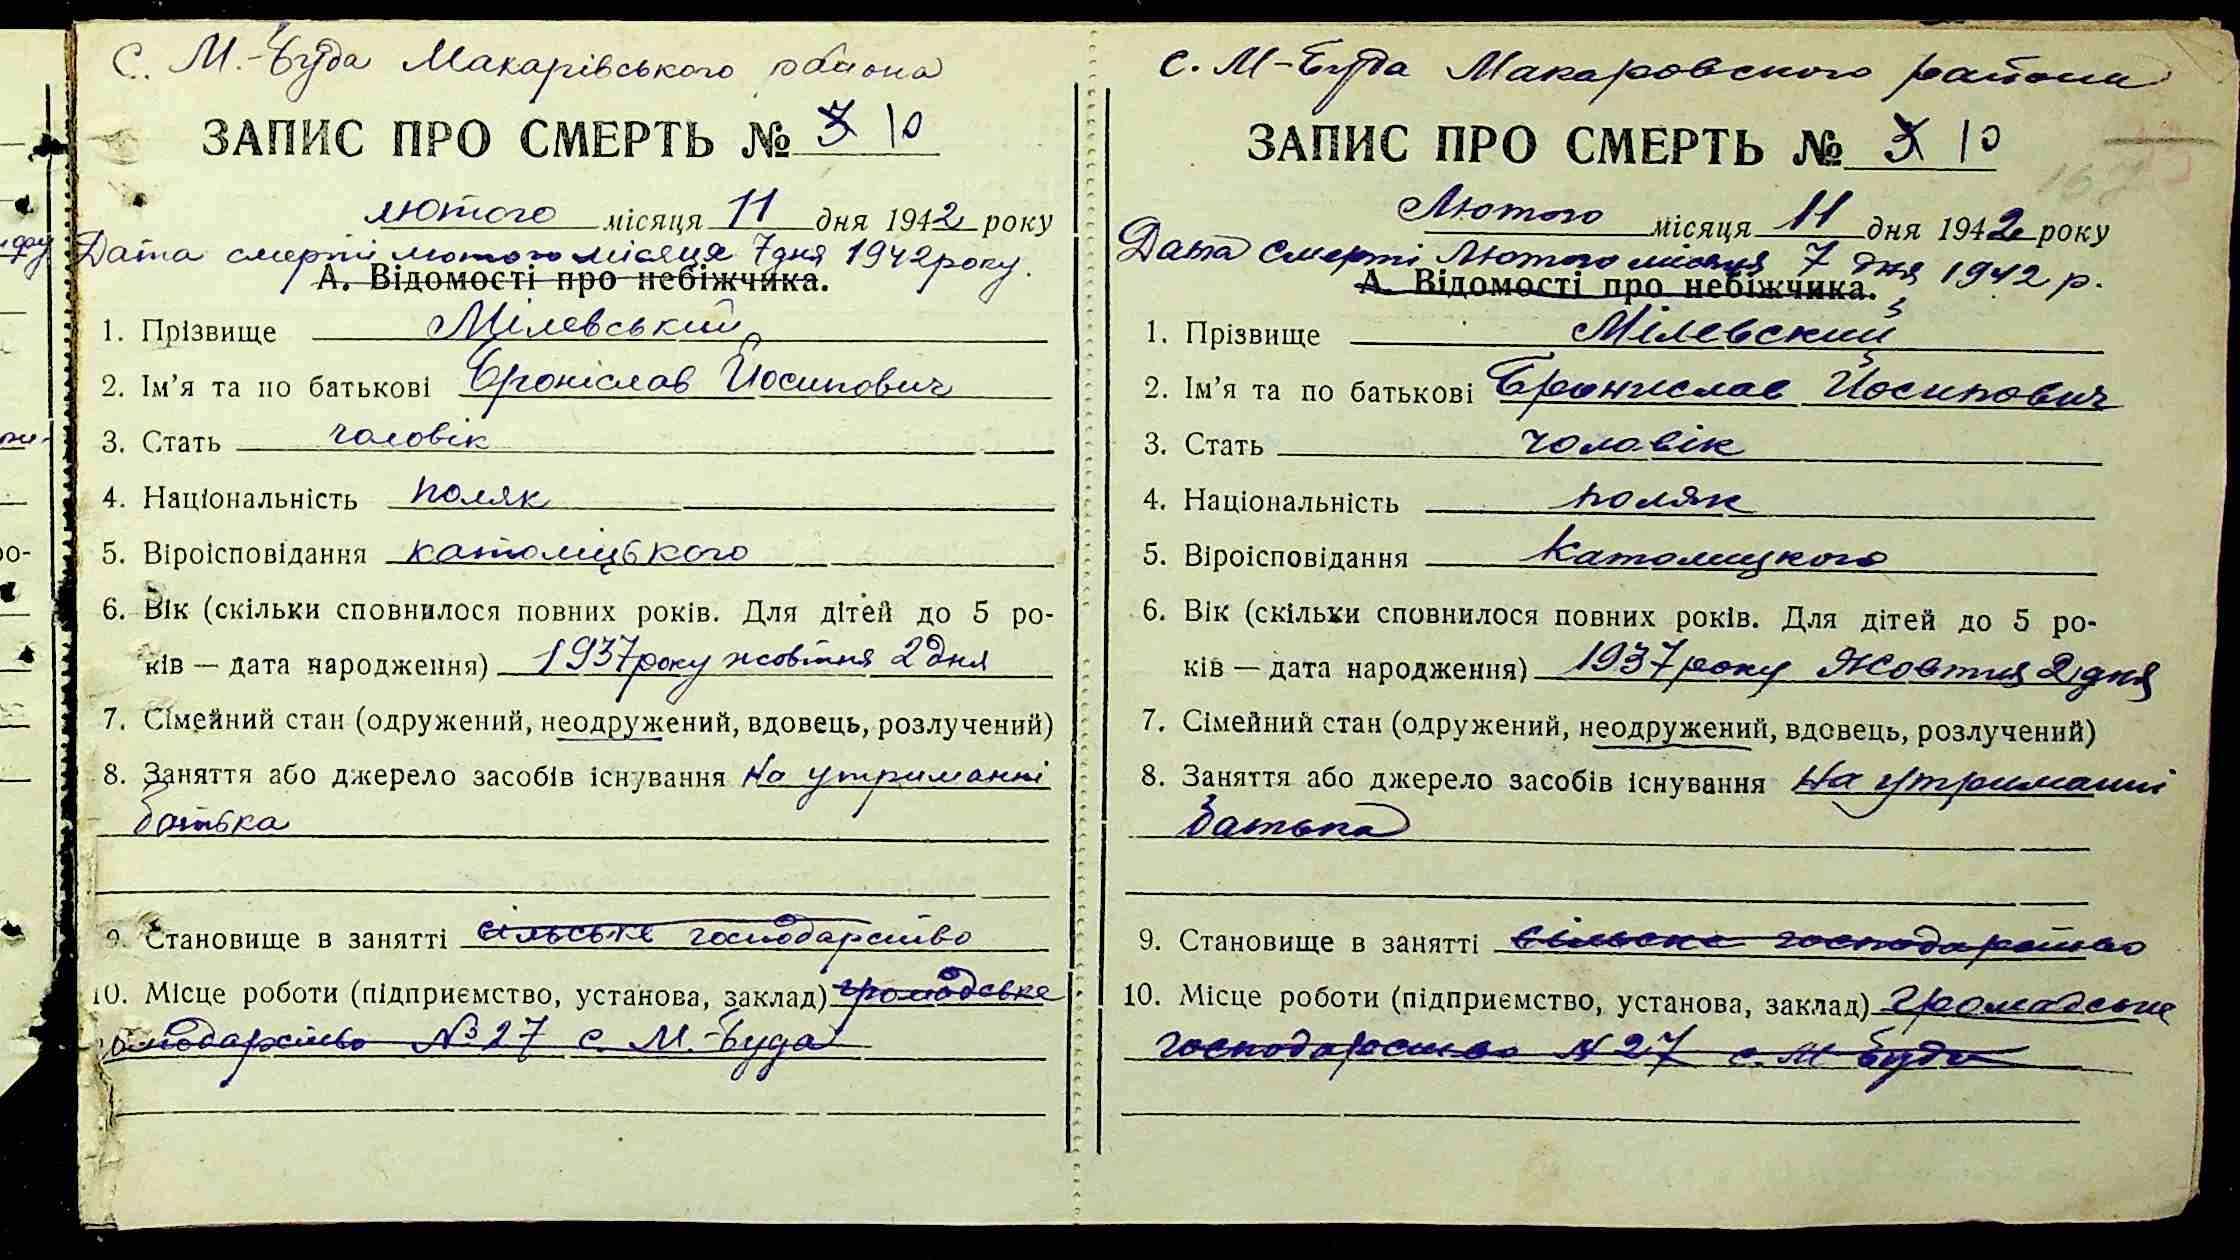 с. М.-Буда Макарівського района
ЗАПИС ПРО СМЕРТЬ № 10
лютого місяця 11 дня 1942 року
Дата смерті лютого місяця 7 дня 1942 року.
А. Відомості про небіжчика.
1. Прізвище Мілевський
2. Ім'я та по батькові Броніслав Йосипович
3. Стать чоловік
4. Національність поляк
5. Віроісповідання католіцького
6. Вік (скільки сповнилося повних років. Для дітей до 5 ро-
ків — дата народження) 1937 року жовтня 2 дня
7. Сімейний стан (одружений, неодружений, вдовець, розлучений)
8. Заняття або джерело засобів існування На утриманні
батька
9. Становище в занятті сільське господарство
10. Місце роботи (підприємство, установа, заклад) громадське
господарство № 27 с. М.-Буда
с. М-Буда Макаровского района
ЗАПИС ПРО СМЕРТЬ № 10
Лютого місяця 11 дня 1942 року
Дата смерті Лютого місяця 7 дня 1942 р.
А. Відомості про небіжчика.
1. Прізвище Мілевский
2. Ім'я та по батькові Бронислав Йосипович
3. Стать чоловік
4. Національність поляк
5. Віроісповідання Католицкого
6. Вік (скільки сповнилося повних років. Для дітей до 5 ро-
ків — дата народження) 1937 року Жовтня 2 дня
7. Сімейний стан (одружений, неодружений, вдовець, розлучений)
8. Заняття або джерело засобів існування На утриманні
батька
9. Становище в занятті сільске господарство
10. Місце роботи (підприємство, установа, заклад) громадське
господарство № 27 с. М Буда